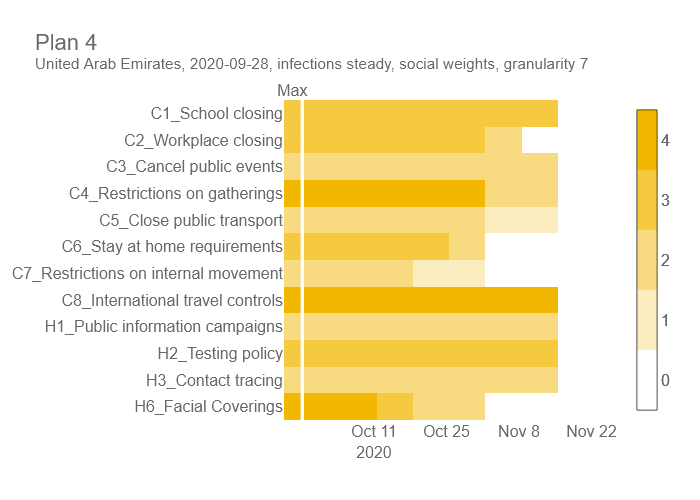 Plan 4
United Arab Emirates, 2020-09-28, infections steady, social weights, granularity 7
Max
C1_School closing
C2_Workplace closing
C3_Cancel public events
C4_Restrictions on gatherings
C5_Close public transport
C6_Stay at home requirements
C7_Restrictions on internal movement
C8_International travel controls
H1_Public information campaigns
H2_Testing policy
H3_Contact tracing
H6_Facial Coverings
Oct 11 Oct 25 Nov 8 Nov 22
2020
4
3
2
1
0